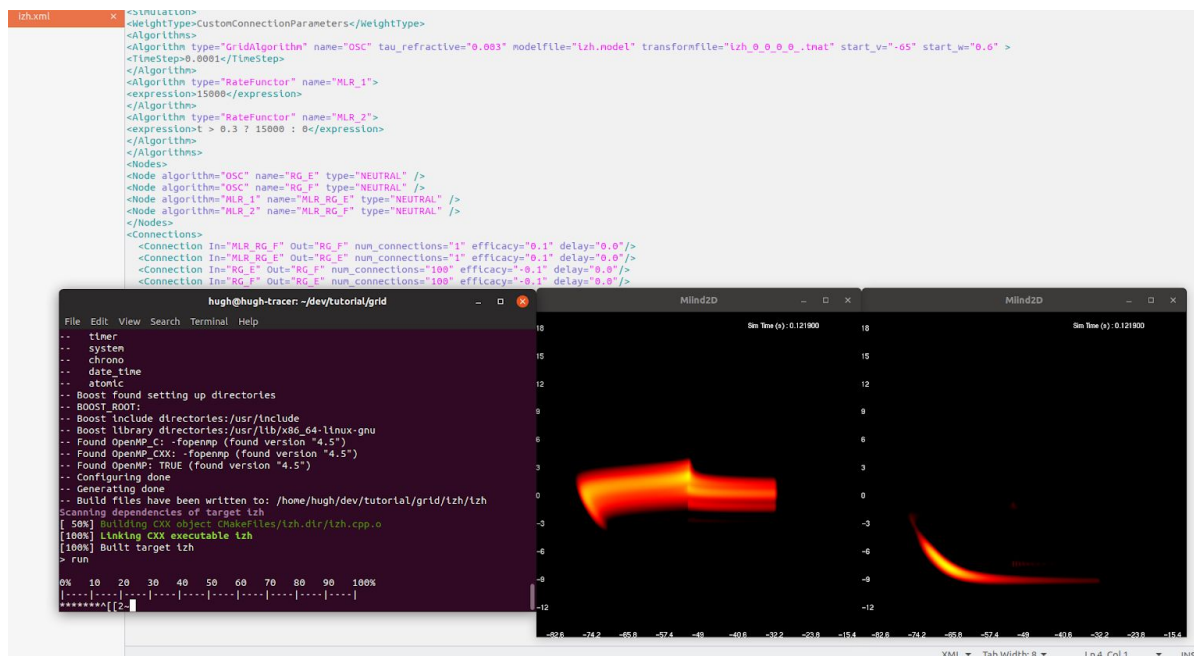 izh.xml ×
<Simulation>
<WeightType>CustomConnectionParameters</WeightType>
<Algorithms>
<Algorithm type="GridAlgorithm" name="OSC" tau_refractive="0.003" modelfile="izh.model" transformfile="izh_0_0_0_0_.tmat" start_v="-65" start_w="0.6" >
<TimeStep>0.0001</TimeStep>
</Algorithm>
<Algorithm type="RateFunctor" name="MLR_1">
<expression>15000</expression>
</Algorithm>
<Algorithm type="RateFunctor" name="MLR_2">
<expression>t > 0.3 ? 15000 : 0</expression>
</Algorithm>
</Algorithms>
<Nodes>
<Node algorithm="OSC" name="RG_E" type="NEUTRAL" />
<Node algorithm="OSC" name="RG_F" type="NEUTRAL" />
<Node algorithm="MLR_1" name="MLR_RG_E" type="NEUTRAL" />
<Node algorithm="MLR_2" name="MLR_RG_F" type="NEUTRAL" />
</Nodes>
<Connections>
<Connection In="MLR_RG_F" Out="RG_F" num_connections="1" efficacy="0.1" delay="0.0"/>
<Connection In="MLR_RG_E" Out="RG_E" num_connections="1" efficacy="0.1" delay="0.0"/>
<Connection In="RG_E" Out="RG_F" num_connections="100" efficacy="-0.1" delay="0.0"/>
<Connection In="RG_F" Out="RG_E" num_connections="100" efficacy="-0.1" delay="0.0"/>
hugh@hugh-tracer: ~/dev/tutorial/grid
File Edit View Search Terminal Help
-- timer
-- system
-- chrono
-- date_time
-- atomic
-- Boost found setting up directories
-- BOOST_ROOT:
-- Boost include directories:/usr/include
-- Boost library directories:/usr/lib/x86_64-linux-gnu
-- Found OpenMP_C: -fopenmp (found version "4.5")
-- Found OpenMP_CXX: -fopenmp (found version "4.5")
-- Found OpenMP: TRUE (found version "4.5")
-- Configuring done
-- Generating done
-- Build files have been written to: /home/hugh/dev/tutorial/grid/izh/izh
Scanning dependencies of target izh
[ 50%] Building CXX object CMakeFiles/izh.dir/izh.cpp.o
[100%] Linking CXX executable izh
[100%] Built target izh
> run
0% 10 20 30 40 50 60 70 80 90 100%
|----|----|----|----|----|----|----|----|----|----|
*******^[[2~
Miind2D
Sim Time (s) : 0.121900
18
15
12
9
6
3
0
-3
-6
-9
-12
-82.6 -74.2 -65.8 -57.4 -49 -40.6 -32.2 -23.8 -15.4
Miind2D
Sim Time (s) : 0.121900
18
15
12
9
6
3
0
-3
-6
-9
-12
-82.6 -74.2 -65.8 -57.4 -49 -40.6 -32.2 -23.8 -15.4
XML Tab Width: 8 Ln 4, Col 1 INS